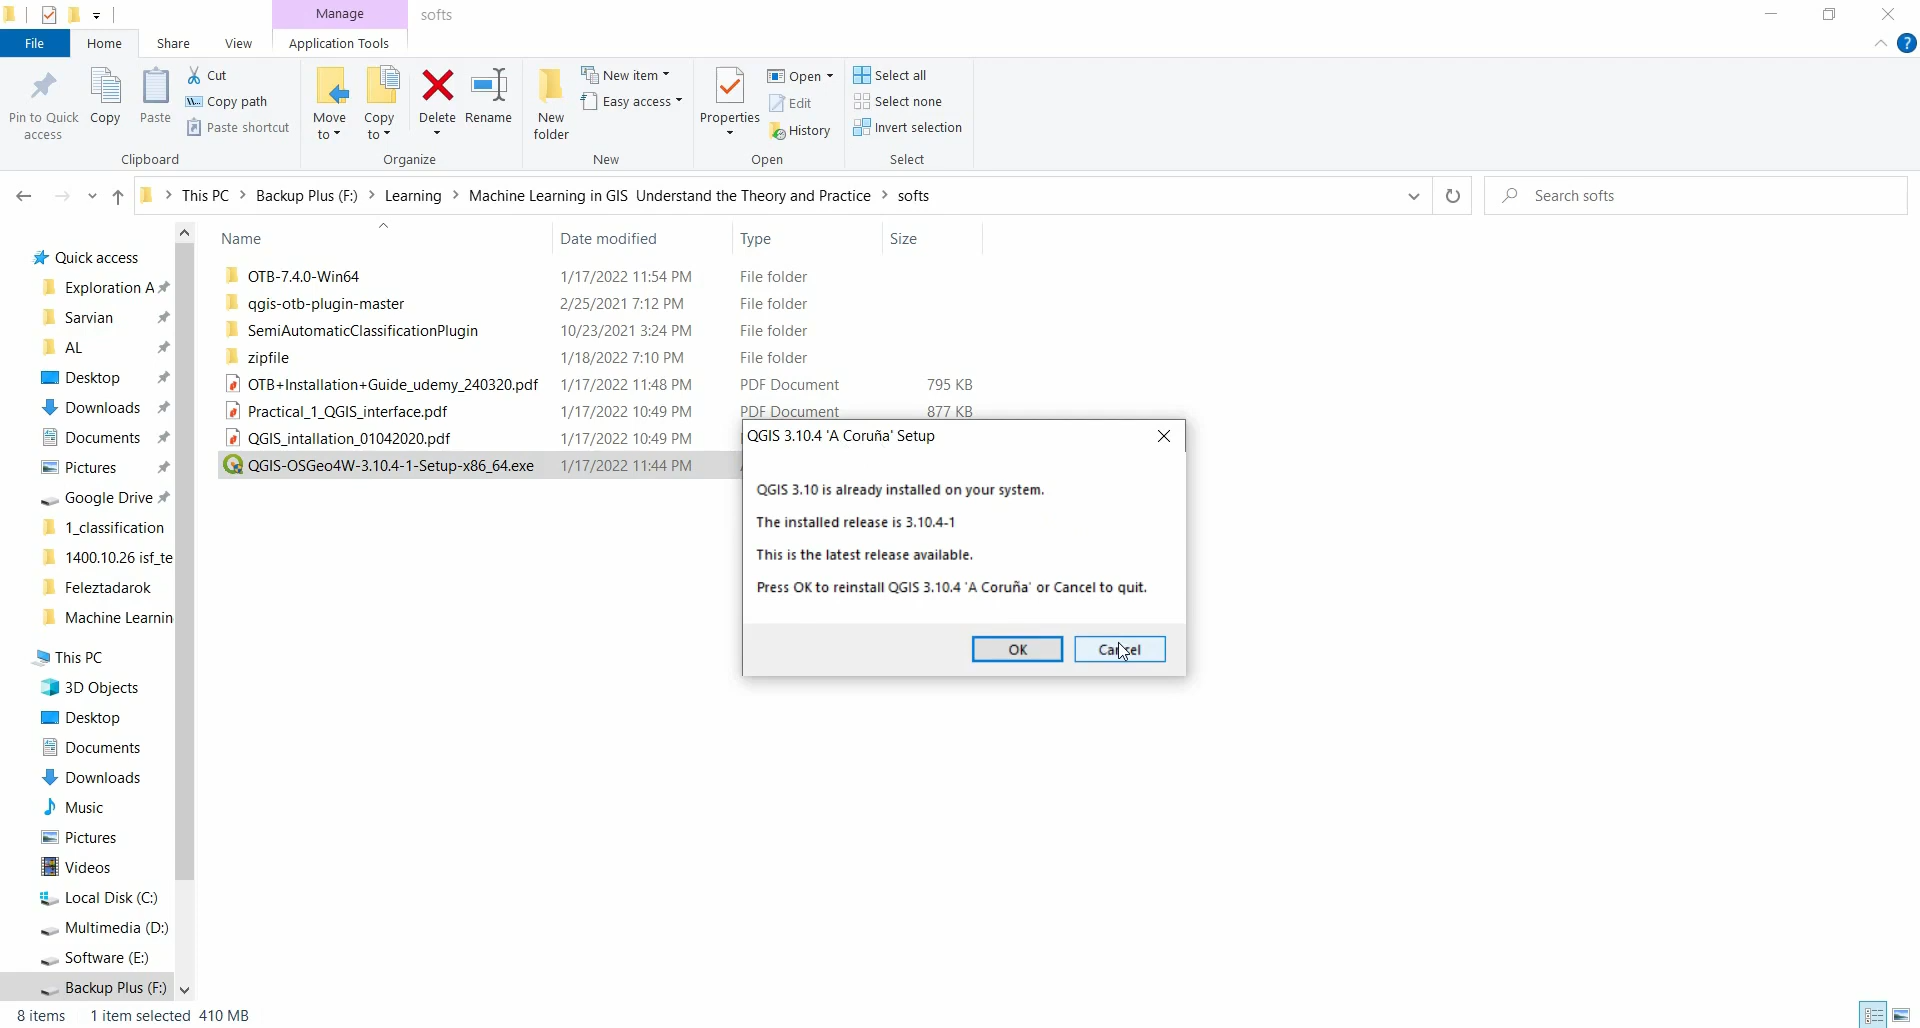 Manage softs
File Home Share View Application Tools
Pin to Quick access
Copy
Paste
Cut
Copy path
Paste shortcut
Clipboard
Move to
Copy to
Delete
Rename
Organize
New folder
New item
Easy access
New
Properties
Open
Edit
History
Open
Select all
Select none
Invert selection
Select
This PC > Backup Plus (F:) > Learning > Machine Learning in GIS Understand the Theory and Practice > softs
Search softs
Name Date modified Type Size
OTB-7.4.0-Win64 1/17/2022 11:54 PM File folder
qgis-otb-plugin-master 2/25/2021 7:12 PM File folder
SemiAutomaticClassificationPlugin 10/23/2021 3:24 PM File folder
zipfile 1/18/2022 7:10 PM File folder
OTB+Installation+Guide_udemy_240320.pdf 1/17/2022 11:48 PM PDF Document 795 KB
Practical_1_QGIS_interface.pdf 1/17/2022 10:49 PM PDF Document 877 KB
QGIS_intallation_01042020.pdf 1/17/2022 10:49 PM
QGIS-OSGeo4W-3.10.4-1-Setup-x86_64.exe 1/17/2022 11:44 PM
Quick access
Exploration A
Sarvian
AL
Desktop
Downloads
Documents
Pictures
Google Drive
1_classification
1400.10.26 isf_te
Feleztadarok
Machine Learnin
This PC
3D Objects
Desktop
Documents
Downloads
Music
Pictures
Videos
Local Disk (C:)
Multimedia (D:)
Software (E:)
Backup Plus (F:)
QGIS 3.10.4 'A Coruña' Setup
QGIS 3.10 is already installed on your system.
The installed release is 3.10.4-1
This is the latest release available.
Press OK to reinstall QGIS 3.10.4 'A Coruña' or Cancel to quit.
OK Cancel
8 items 1 item selected 410 MB